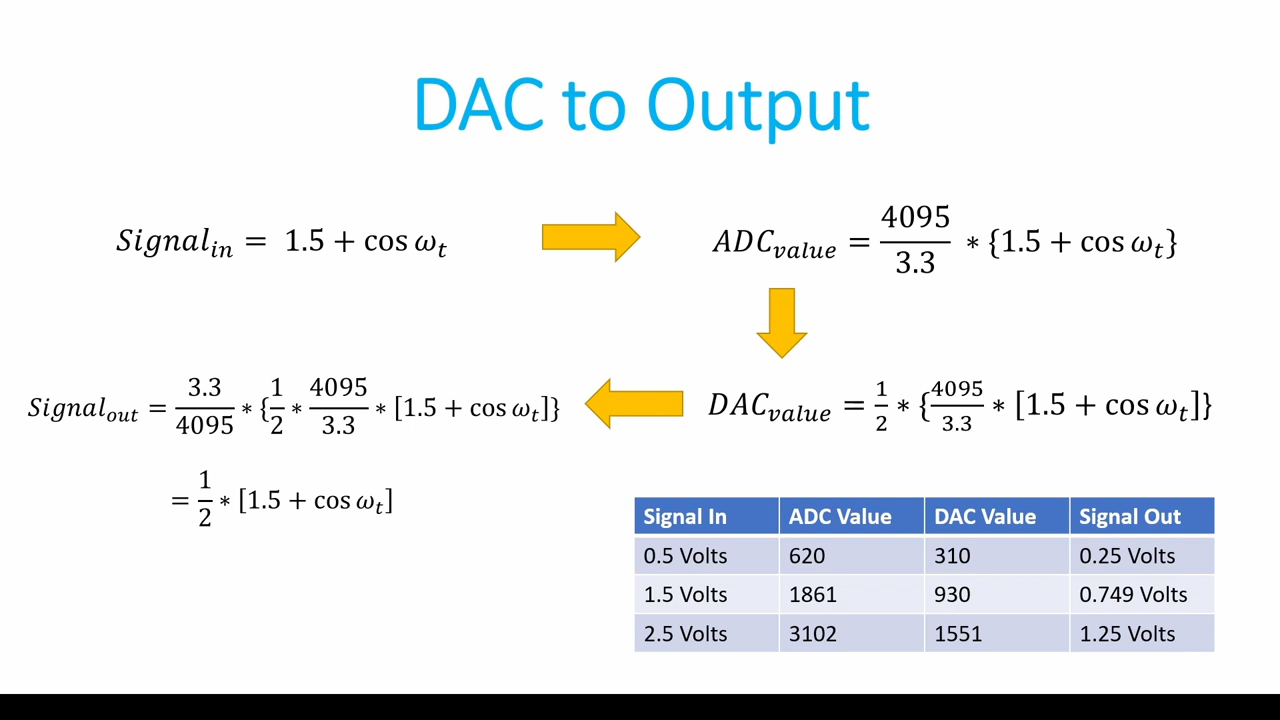 DAC to Output
Signal_in = 1.5 + cos ω_t
ADC_value = 4095/3.3 * {1.5 + cos ω_t}
DAC_value = 1/2 * {4095/3.3 * [1.5 + cos ω_t]}
Signal_out = 3.3/4095 * {1/2 * 4095/3.3 * [1.5 + cos ω_t]}
= 1/2 * [1.5 + cos ω_t]
Signal In ADC Value DAC Value Signal Out
0.5 Volts 620 310 0.25 Volts
1.5 Volts 1861 930 0.749 Volts
2.5 Volts 3102 1551 1.25 Volts